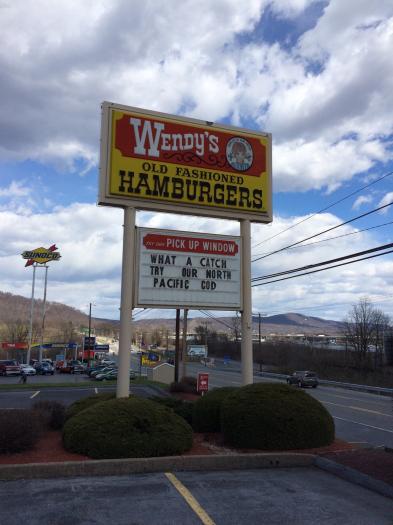 WENDY'S
OLD FASHIONED
HAMBURGERS
PICK UP WINDOW
WHAT A CATCH
TRY OUR NORTH
PACIFIC COD
SUNOCO